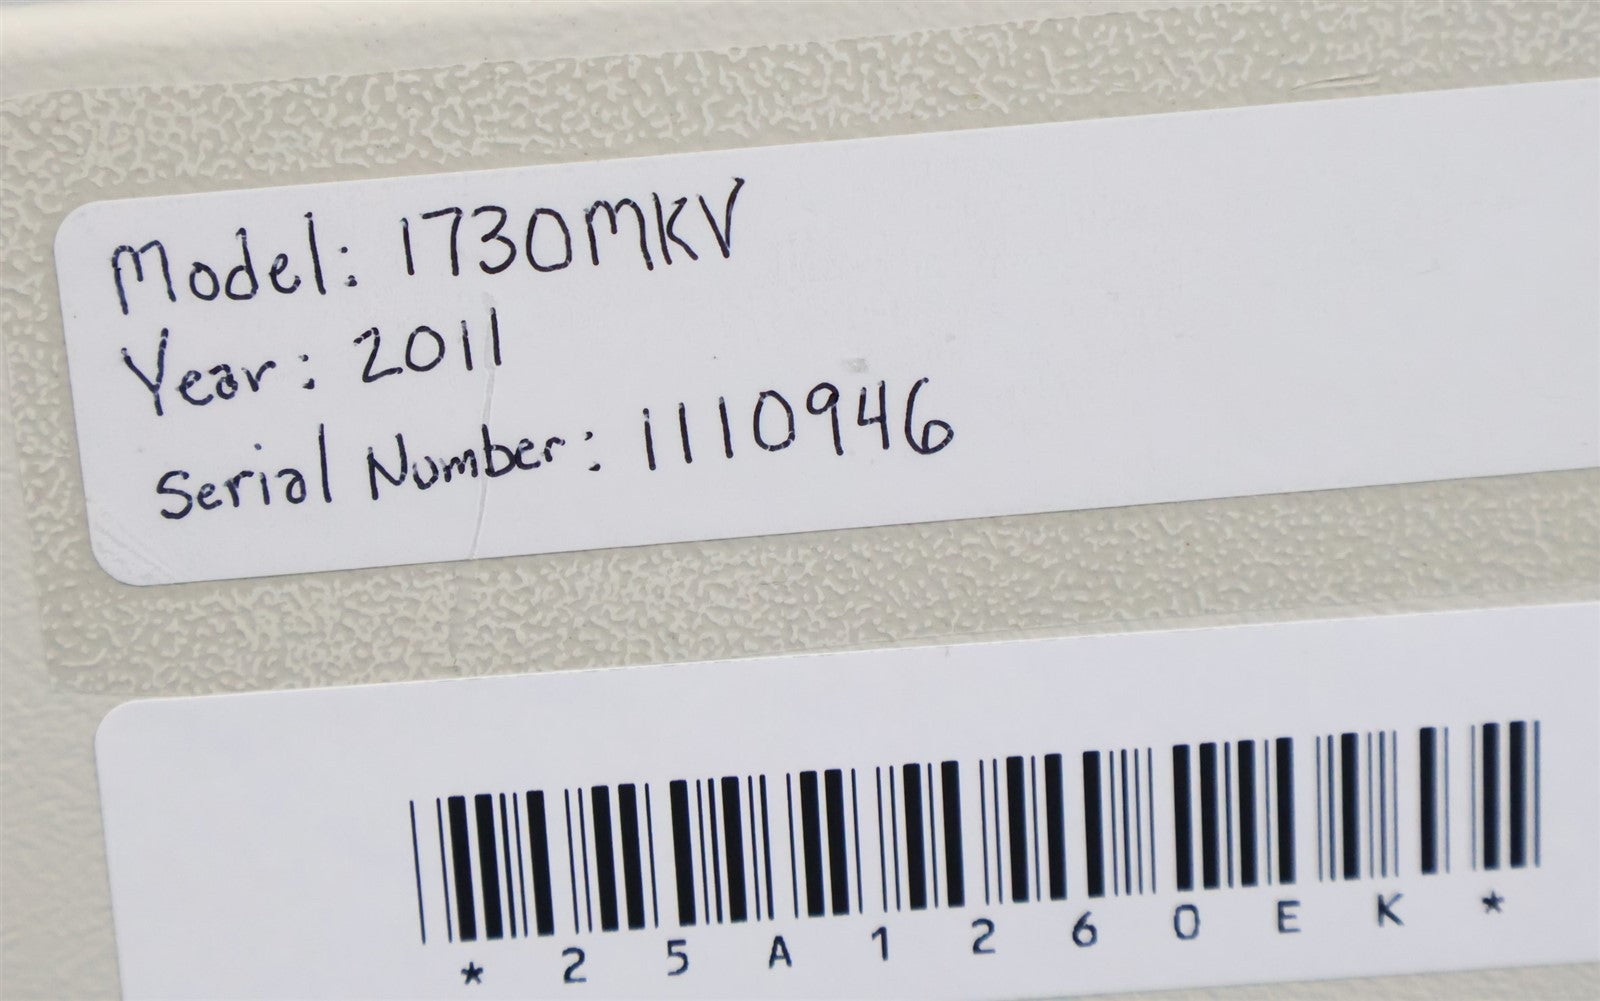 Model: 1730MKV
Year: 2011
Serial Number: 1110946
*25A1260EK*